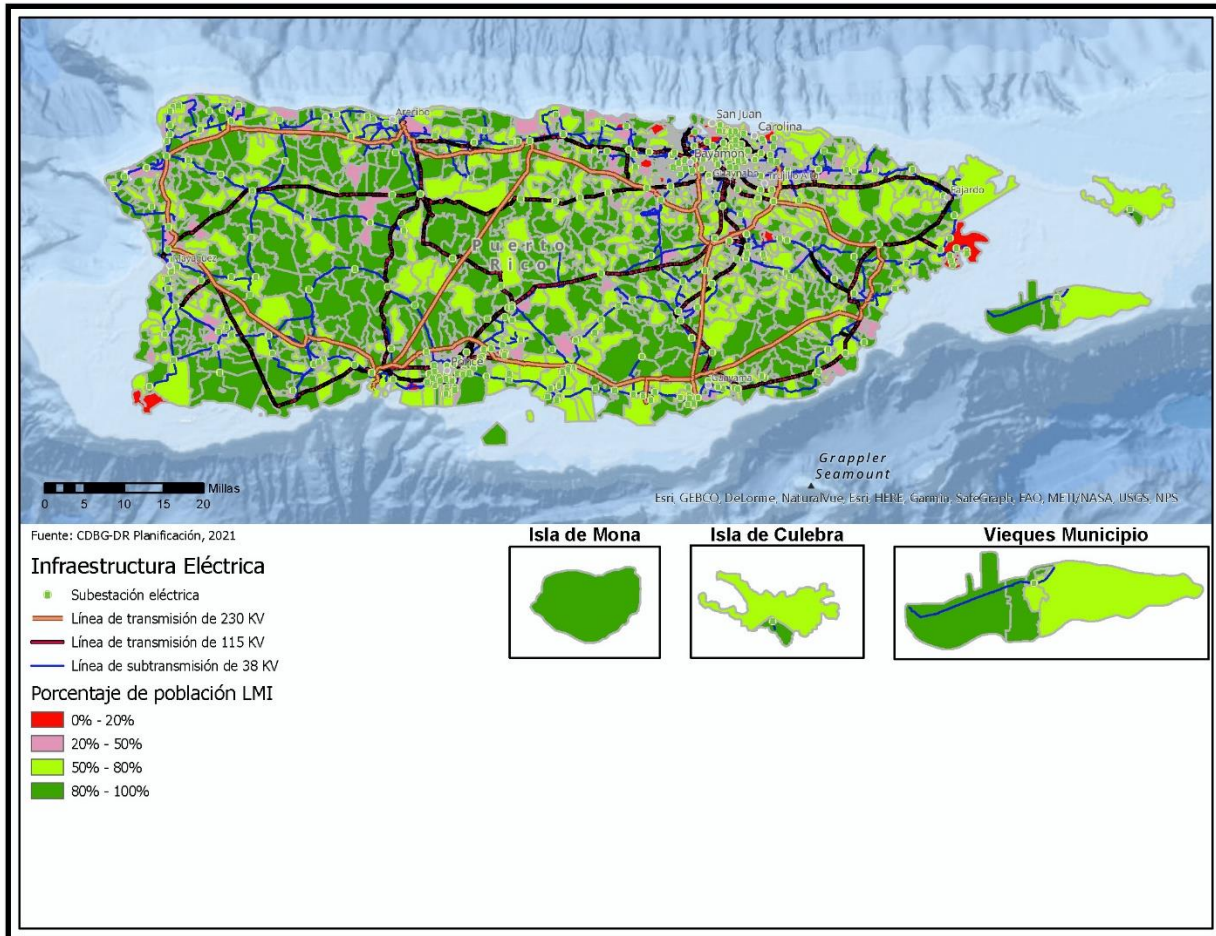 San Juan
Arecibo
Carolina
Bayamón
Guaynabo
Trujillo Alto
Fajardo
Puerto
Rico
Mayagüez
Ponce
Guayama
Grappler
Seamount
Millas
0 5 10 20
Esri, GEBCO, DeLorme, NaturalVue, Esri, HERE, Garmin, SafeGraph, FAO, METI/NASA, USGS, NPS
Fuente: CDBG-DR Planificación, 2021
Isla de Mona
Isla de Culebra
Vieques Municipio
Infraestructura Eléctrica
Subestación eléctrica
Línea de transmisión de 230 KV
Línea de transmisión de 115 KV
Línea de subtransmisión de 38 KV
Porcentaje de población LMI
0% - 20%
20% - 50%
50% - 80%
80% - 100%